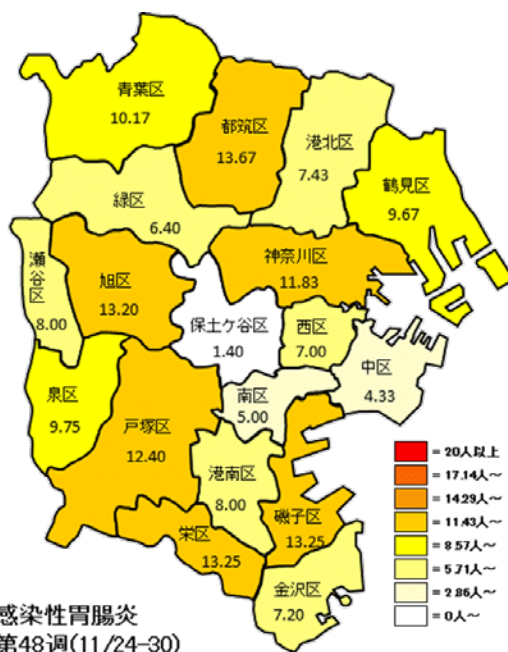 青葉区
10.17
都筑区
13.67
港北区
7.43
鶴見区
9.67
緑区
6.40
神奈川区
11.83
瀬谷区
8.00
旭区
13.20
保土ケ谷区
1.40
西区
7.00
中区
4.33
泉区
9.75
戸塚区
12.40
南区
5.00
港南区
8.00
磯子区
13.25
栄区
13.25
金沢区
7.20
= 20人以上
= 17.14人～
= 14.29人～
= 11.43人～
= 8.57人～
= 5.71人～
= 2.86人～
= 0人～
感染性胃腸炎
第48週(11/24-30)